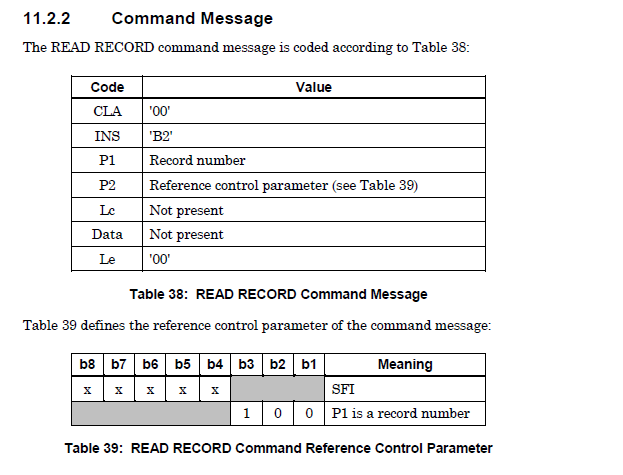 11.2.2 Command Message
The READ RECORD command message is coded according to Table 38:
Code Value
CLA '00'
INS 'B2'
P1 Record number
P2 Reference control parameter (see Table 39)
Lc Not present
Data Not present
Le '00'
Table 38: READ RECORD Command Message
Table 39 defines the reference control parameter of the command message:
b8 b7 b6 b5 b4 b3 b2 b1 Meaning
x x x x x SFI
1 0 0 P1 is a record number
Table 39: READ RECORD Command Reference Control Parameter